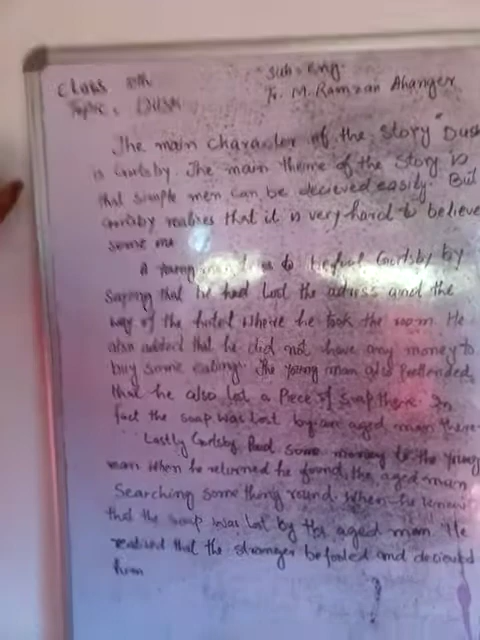 Sub: Eng.
Class 8th T. M. Ramzan Ahanger
Topic: Dusk
The main character of the story "Dusk
is Gortsby. The main theme of the story is
that simple men can be decieved easily. But
Gortsby realizes that it is very hard to believe
some one
A young man tries to befool Gortsby by
saying that he had lost the adress and the
way of the hotel where he took the room. He
also added that he did not have any money to
buy some eating. The young man also pretended
that he also lost a piece of soap there. In
fact the soap was lost by an aged man there
Lastly Gortsby Paid some money to the young
man when he returned he found the aged man
Searching something round. When he
that the soap was lost by the aged man. He
realised that the stranger befooled and decieved
him